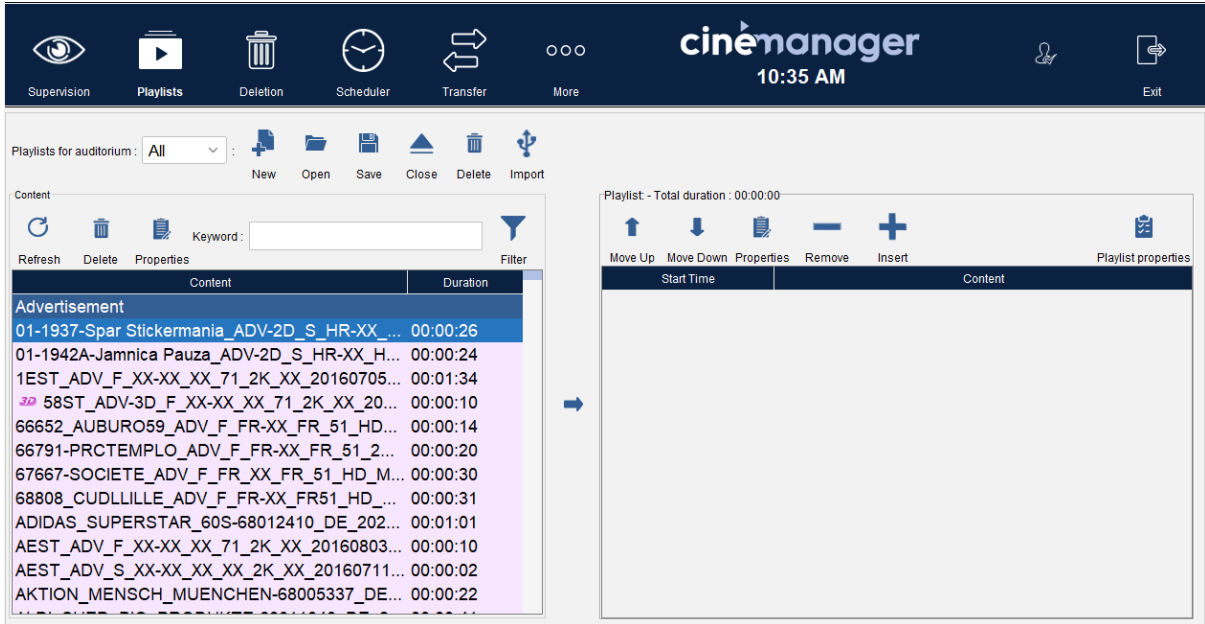 cinémanager
10:35 AM
Supervision Playlists Deletion Scheduler Transfer More Exit
Playlists for auditorium : All :
New Open Save Close Delete Import
Content
Refresh Delete Properties Keyword : Filter
Content Duration
Advertisement
01-1937-Spar Stickermania_ADV-2D_S_HR-XX_... 00:00:26
01-1942A-Jamnica Pauza_ADV-2D_S_HR-XX_H... 00:00:24
1EST_ADV_F_XX-XX_XX_71_2K_XX_20160705... 00:01:34
3D 58ST_ADV-3D_F_XX-XX_XX_71_2K_XX_20... 00:00:10
66652_AUBURO59_ADV_F_FR-XX_FR_51_HD... 00:00:14
66791-PRCTEMPLO_ADV_F_FR-XX_FR_51_2... 00:00:20
67667-SOCIETE_ADV_F_FR_XX_FR_51_HD_M... 00:00:30
68808_CUDLLILLE_ADV_F_FR-XX_FR51_HD_... 00:00:31
ADIDAS_SUPERSTAR_60S-68012410_DE_202... 00:01:01
AEST_ADV_F_XX-XX_XX_71_2K_XX_20160803... 00:00:10
AEST_ADV_S_XX-XX_XX_XX_2K_XX_20160711... 00:00:02
AKTION_MENSCH_MUENCHEN-68005337_DE... 00:00:22
Playlist: - Total duration : 00:00:00
Move Up Move Down Properties Remove Insert Playlist properties
Start Time Content